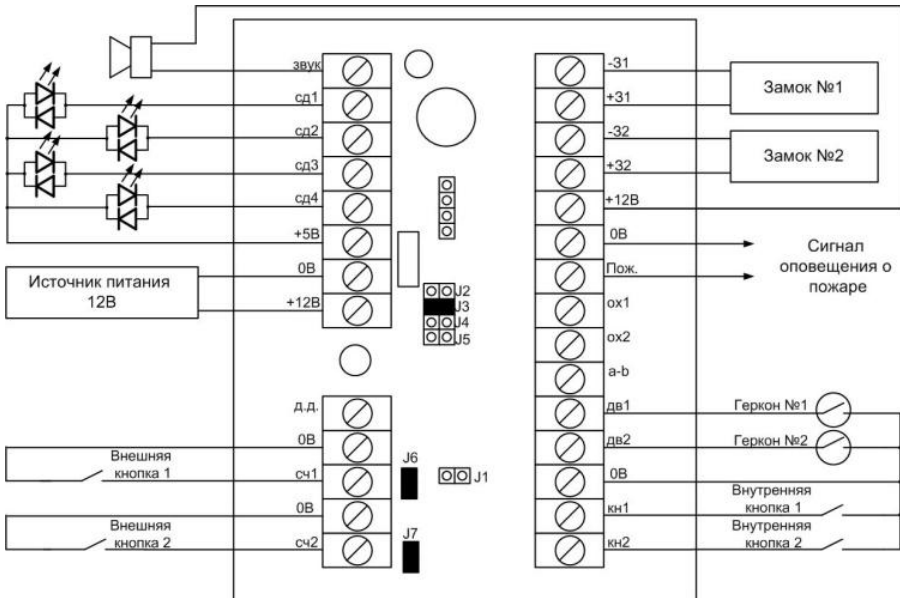 звук
сд1
сд2
сд3
сд4
+5В
0В
+12В
Источник питания
12В
д.д.
0В
сч1
0В
сч2
Внешняя
кнопка 1
Внешняя
кнопка 2
J2
J3
J4
J5
J6
J1
J7
-З1
+З1
-З2
+З2
+12В
0В
Пож.
ox1
ox2
a-b
дв1
дв2
0В
кн1
кн2
Замок №1
Замок №2
Сигнал
оповещения о
пожаре
Геркон №1
Геркон №2
Внутренняя
кнопка 1
Внутренняя
кнопка 2